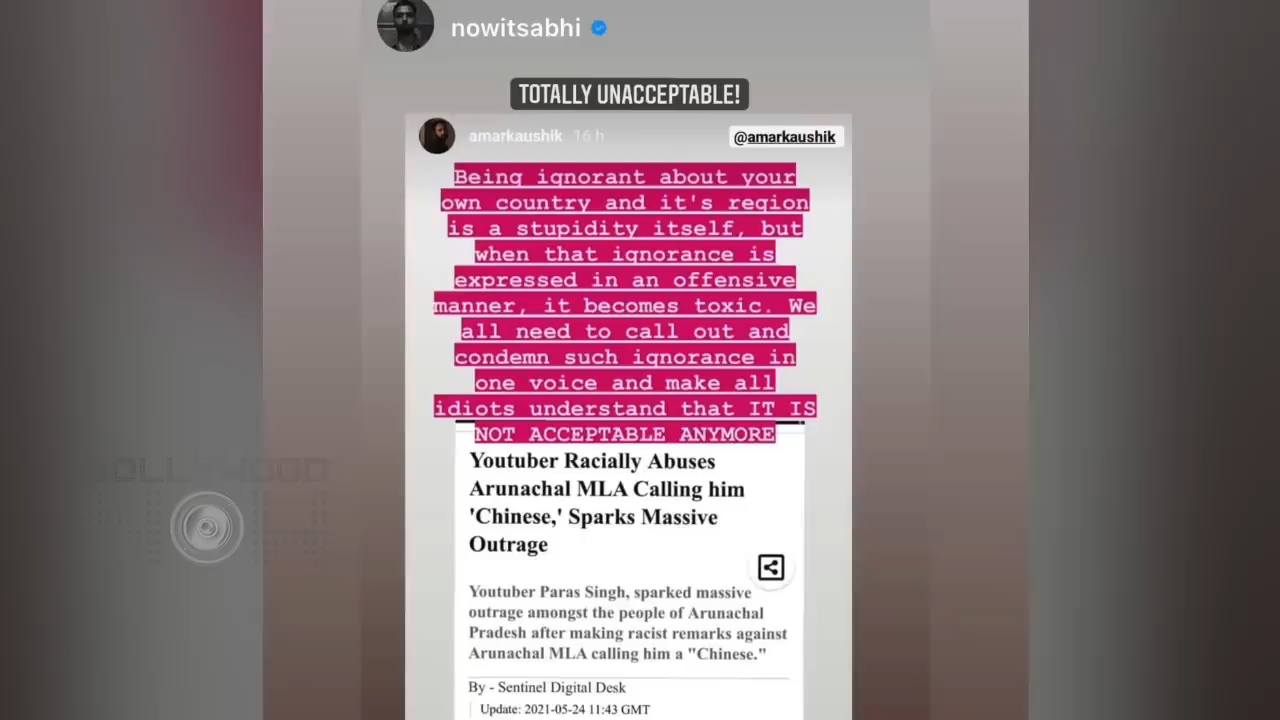 nowitsabhi
TOTALLY UNACCEPTABLE!
amarkaushik 16 h
@amarkaushik
Being ignorant about your
own country and it's region
is a stupidity itself, but
when that ignorance is
expressed in an offensive
manner, it becomes toxic. We
all need to call out and
condemn such ignorance in
one voice and make all
idiots understand that IT IS
NOT ACCEPTABLE ANYMORE
Youtuber Racially Abuses
Arunachal MLA Calling him
'Chinese,' Sparks Massive
Outrage
Youtuber Paras Singh, sparked massive
outrage amongst the people of Arunachal
Pradesh after making racist remarks against
Arunachal MLA calling him a "Chinese."
By - Sentinel Digital Desk
Update: 2021-05-24 11:43 GMT